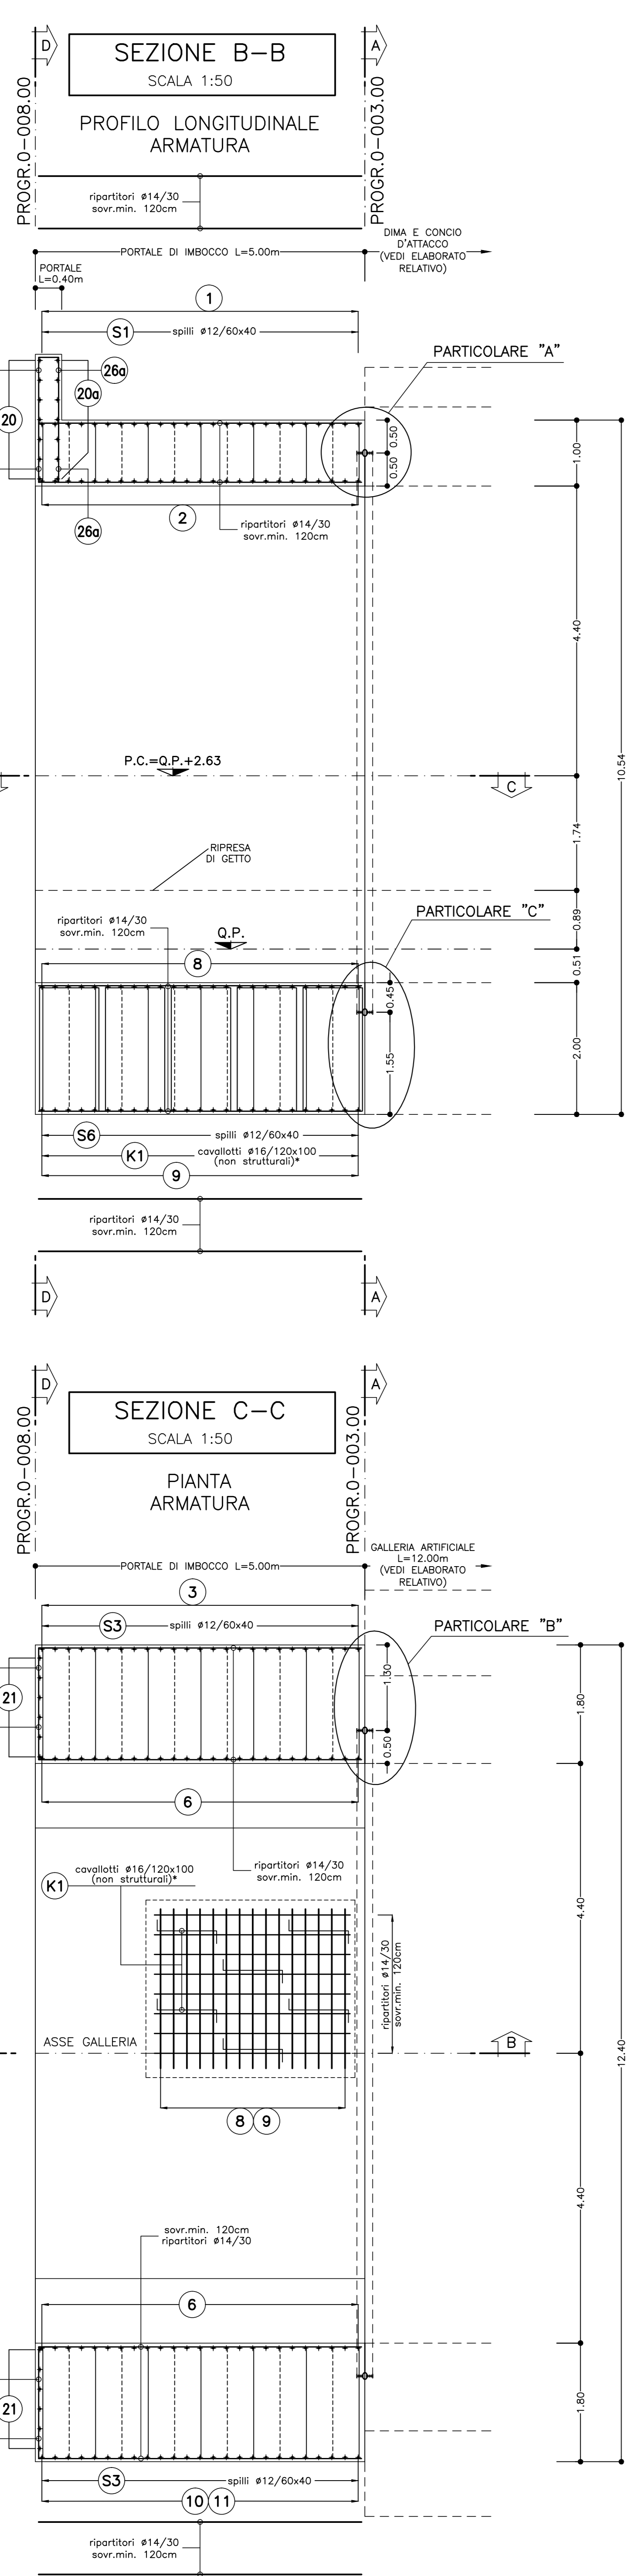 D
A
SEZIONE B-B
SCALA 1:50
PROFILO LONGITUDINALE
ARMATURA
PROGR.0-008.00
PROGR.0-003.00
ripartitori ø14/30
sovr.min. 120cm
PORTALE DI IMBOCCO L=5.00m
DIMA E CONCIO
D'ATTACCO
(VEDI ELABORATO
RELATIVO)
PORTALE
L=0.40m
1
S1
spilli ø12/60x40
PARTICOLARE "A"
26a
20a
20
0.50
0.50
1.00
2
26a
ripartitori ø14/30
sovr.min. 120cm
4.40
P.C.=Q.P.+2.63
C
10.54
1.74
RIPRESA
DI GETTO
ripartitori ø14/30
sovr.min. 120cm
Q.P.
PARTICOLARE "C"
0.89
8
0.51
0.45
1.55
2.00
S6
spilli ø12/60x40
K1
cavallotti ø16/120x100
(non strutturali)*
9
ripartitori ø14/30
sovr.min. 120cm
D
A
D
A
SEZIONE C-C
SCALA 1:50
PIANTA
ARMATURA
PROGR.0-008.00
PROGR.0-003.00
GALLERIA ARTIFICIALE
L=12.00m
(VEDI ELABORATO
RELATIVO)
PORTALE DI IMBOCCO L=5.00m
3
S3
spilli ø12/60x40
PARTICOLARE "B"
21
1.30
0.50
1.80
6
ripartitori ø14/30
sovr.min. 120cm
cavallotti ø16/120x100
(non strutturali)*
K1
ripartitori ø14/30
sovr.min. 120cm
4.40
ASSE GALLERIA
B
12.40
8
9
4.40
sovr.min. 120cm
ripartitori ø14/30
6
21
1.80
S3
spilli ø12/60x40
10
11
ripartitori ø14/30
sovr.min. 120cm